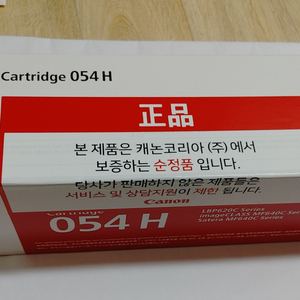 Cartridge 054 H
正品
본 제품은 캐논코리아 (주)에서
보증하는 순정품 입니다.
당사가 판매하지 않은 제품들은
서비스 및 상담지원이 제한 됩니다.
Canon
Cartridge
054 H
LBP620C Series
imageCLASS MF640C Series
Satera MF640C Series